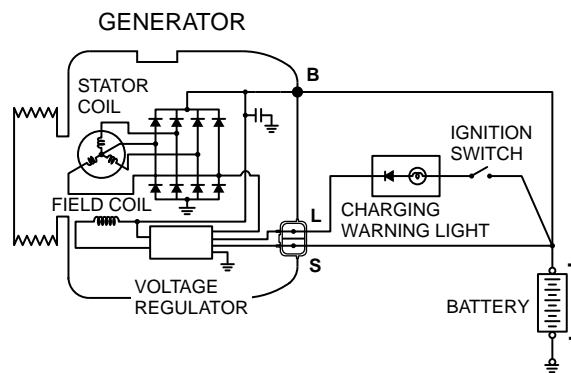 GENERATOR
B
STATOR
COIL
IGNITION
SWITCH
FIELD COIL
L
CHARGING
WARNING LIGHT
S
VOLTAGE
REGULATOR
BATTERY